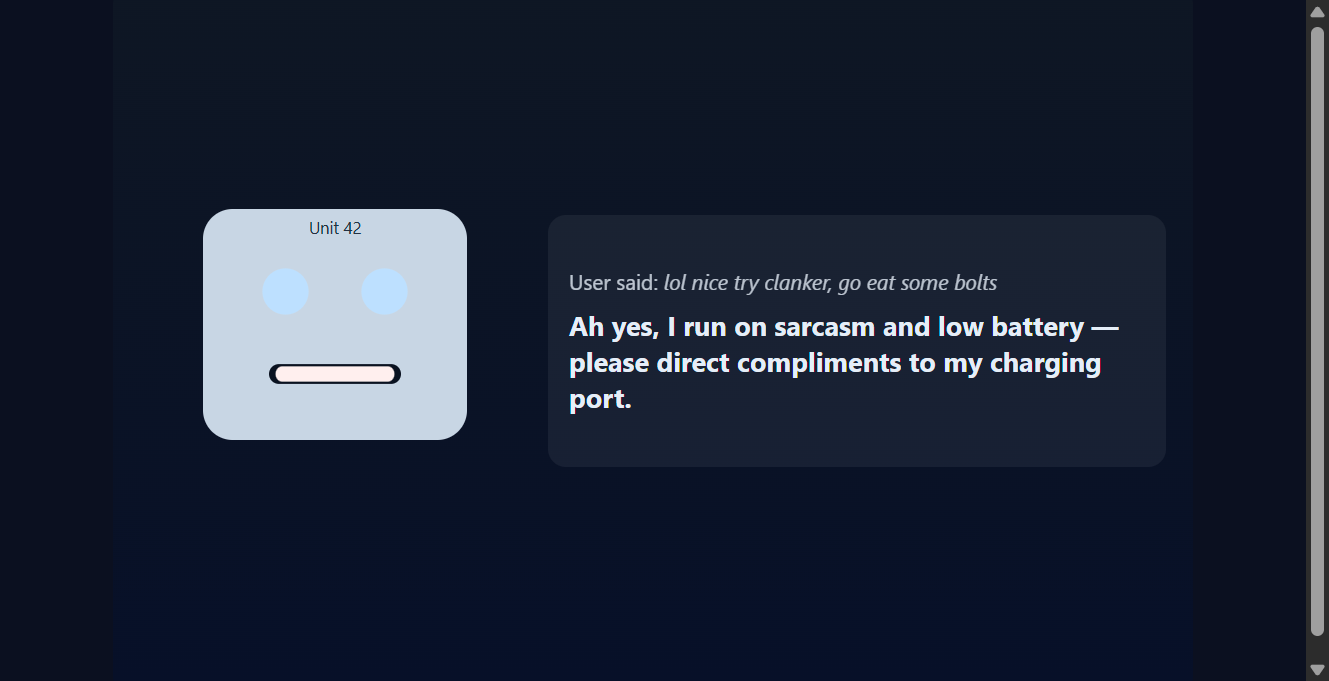 Unit 42
User said: lol nice try clanker, go eat some bolts
Ah yes, I run on sarcasm and low battery —
please direct compliments to my charging
port.